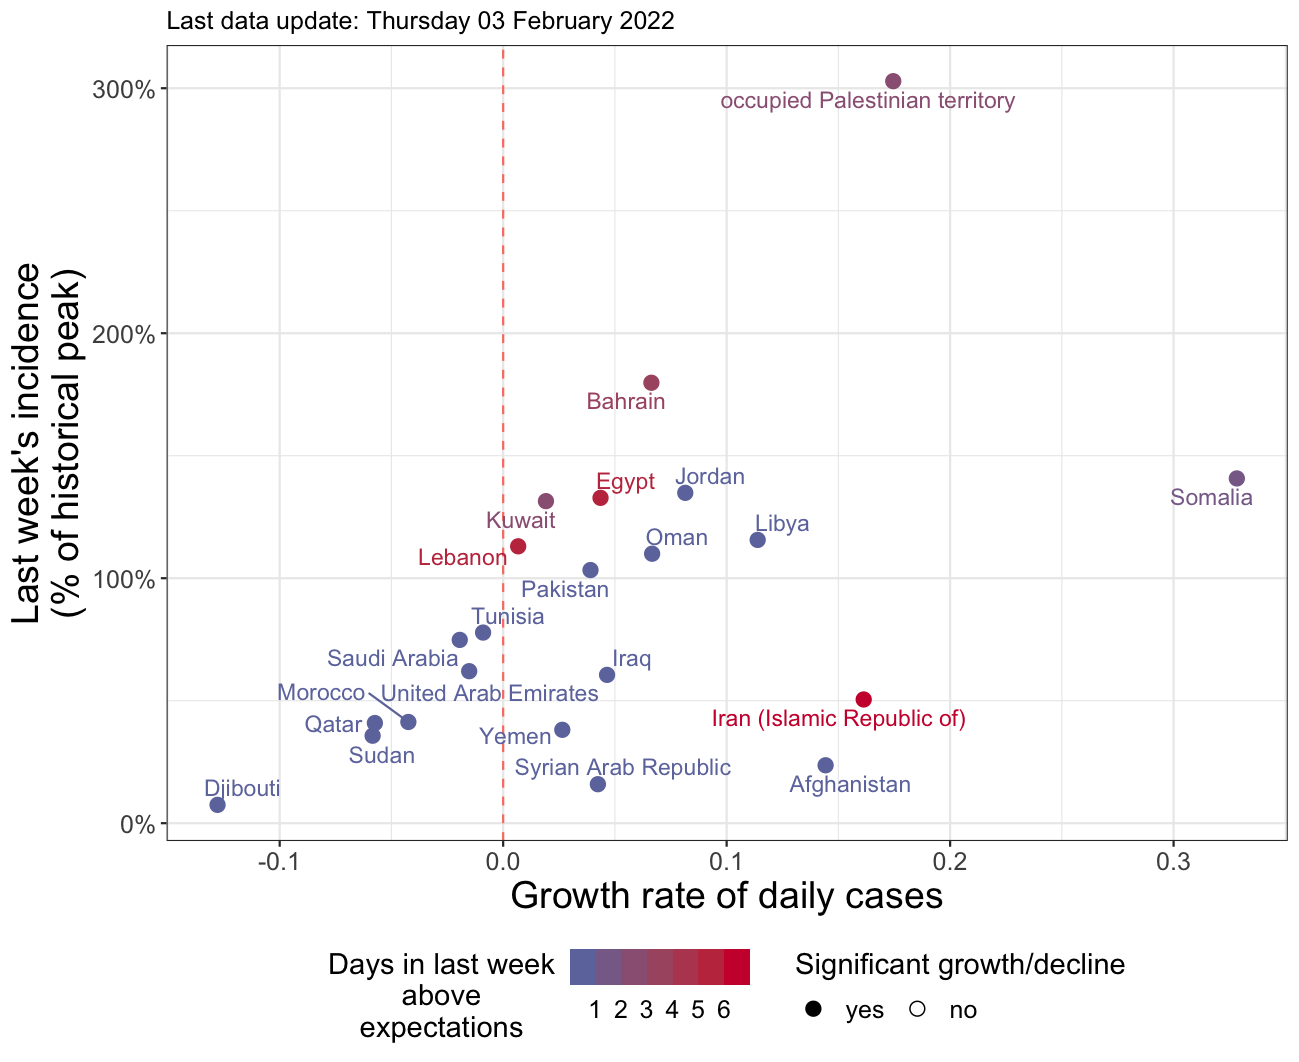 Last data update: Thursday 03 February 2022
300%
occupied Palestinian territory
Last week's incidence
(% of historical peak)
200%
Bahrain
Jordan
Egypt
Somalia
Kuwait
Libya
Oman
Lebanon
100%
Pakistan
Tunisia
Saudi Arabia
Iraq
Morocco
United Arab Emirates
Iran (Islamic Republic of)
Qatar
Yemen
Sudan
Syrian Arab Republic
Afghanistan
Djibouti
0%
-0.1 0.0 0.1 0.2 0.3
Growth rate of daily cases
Days in last week
above
expectations
1 2 3 4 5 6
Significant growth/decline
yes no